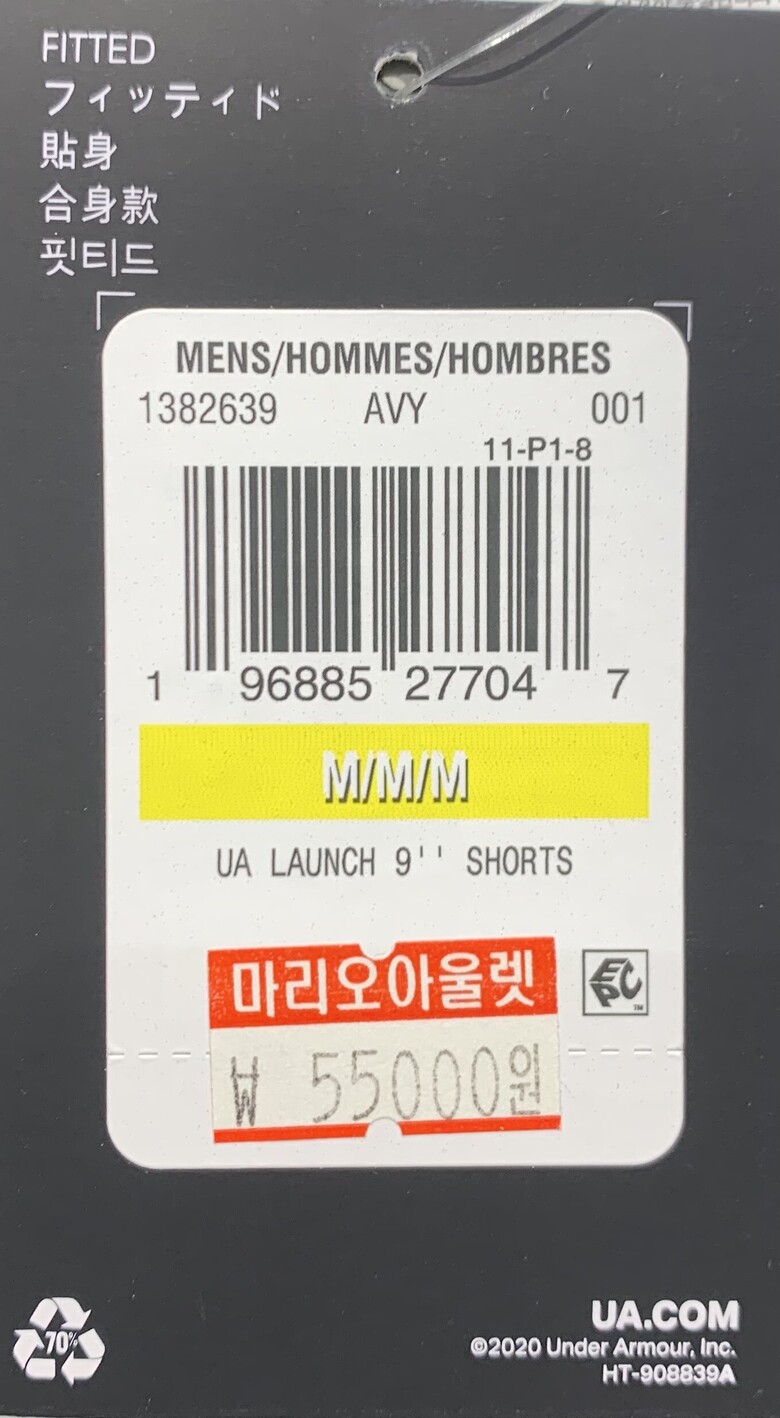 FITTED
フィッティド
貼身
合身款
핏티드
MENS/HOMMES/HOMBRES
1382639 AVY 001
11-P1-8
1 96885 27704 7
M/M/M
UA LAUNCH 9'' SHORTS
마리오아울렛
EPC
TM
₩ 55000원
70%
UA.COM
©2020 Under Armour, Inc.
HT-908839A